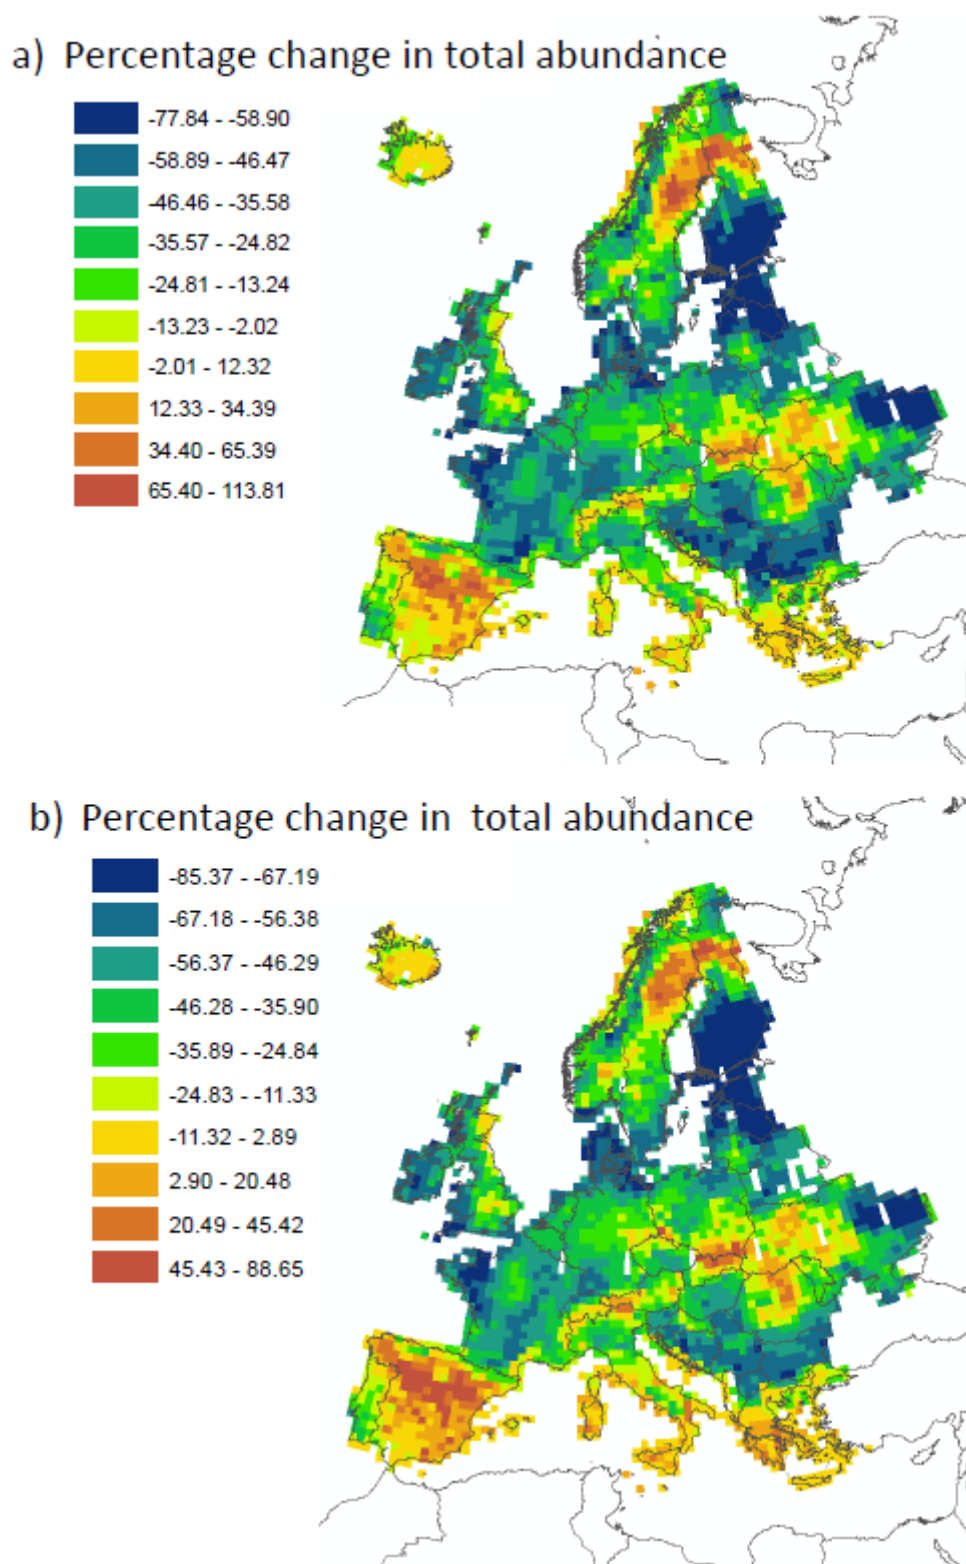 a) Percentage change in total abundance
-77.84 - -58.90
-58.89 - -46.47
-46.46 - -35.58
-35.57 - -24.82
-24.81 - -13.24
-13.23 - -2.02
-2.01 - 12.32
12.33 - 34.39
34.40 - 65.39
65.40 - 113.81
b) Percentage change in total abundance
-85.37 - -67.19
-67.18 - -56.38
-56.37 - -46.29
-46.28 - -35.90
-35.89 - -24.84
-24.83 - -11.33
-11.32 - 2.89
2.90 - 20.48
20.49 - 45.42
45.43 - 88.65